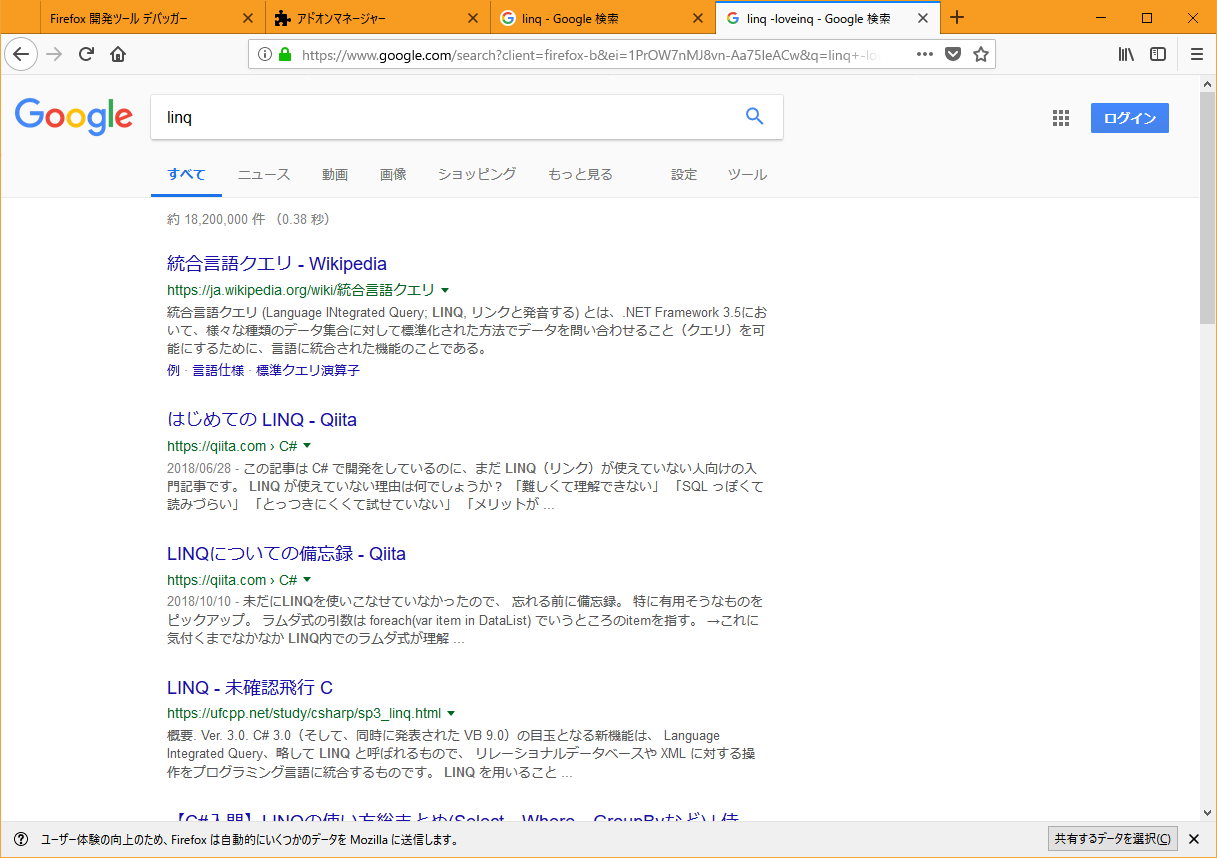 Firefox 開発ツール デバッガー
アドオンマネージャー
linq - Google 検索
linq -loveinq - Google 検索
https://www.google.com/search?client=firefox-b&ei=1PrOW7nMJ8vn-Aa75IeACw&q=linq+-lo
Google
linq
ログイン
すべて ニュース 動画 画像 ショッピング もっと見る 設定 ツール
約 18,200,000 件 （0.38 秒）
統合言語クエリ - Wikipedia
https://ja.wikipedia.org/wiki/統合言語クエリ
統合言語クエリ (Language INtegrated Query; LINQ, リンクと発音する) とは、.NET Framework 3.5にお
いて、様々な種類のデータ集合に対して標準化された方法でデータを問い合わせること（クエリ）を可
能にするために、言語に統合された機能のことである。
例 · 言語仕様 · 標準クエリ演算子
はじめての LINQ - Qiita
https://qiita.com › C#
2018/06/28 - この記事は C# で開発をしているのに、まだ LINQ（リンク）が使えていない人向けの入
門記事です。 LINQ が使えていない理由は何でしょうか？ 「難しくて理解できない」 「SQL っぽくて
読みづらい」 「とっつきにくくて試せていない」 「メリットが ...
LINQについての備忘録 - Qiita
https://qiita.com › C#
2018/10/10 - 未だにLINQを使いこなせていなかったので、 忘れる前に備忘録。 特に有用そうなものを
ピックアップ。 ラムダ式の引数は foreach(var item in DataList) でいうところのitemを指す。 →これに
気付くまでなかなか LINQ内でのラムダ式が理解 ...
LINQ - 未確認飛行 C
https://ufcpp.net/study/csharp/sp3_linq.html
概要. Ver. 3.0. C# 3.0（そして、同時に発表された VB 9.0）の目玉となる新機能は、 Language
Integrated Query、略して LINQ と呼ばれるもので、 リレーショナルデータベースや XML に対する操
作をプログラミング言語に統合するものです。 LINQ を用いること ...
【C#入門】LINQの使い方総まとめ(Select、Where、GroupByなど) | 侍
ユーザー体験の向上のため、Firefox は自動的にいくつかのデータを Mozilla に送信します。
共有するデータを選択(C)